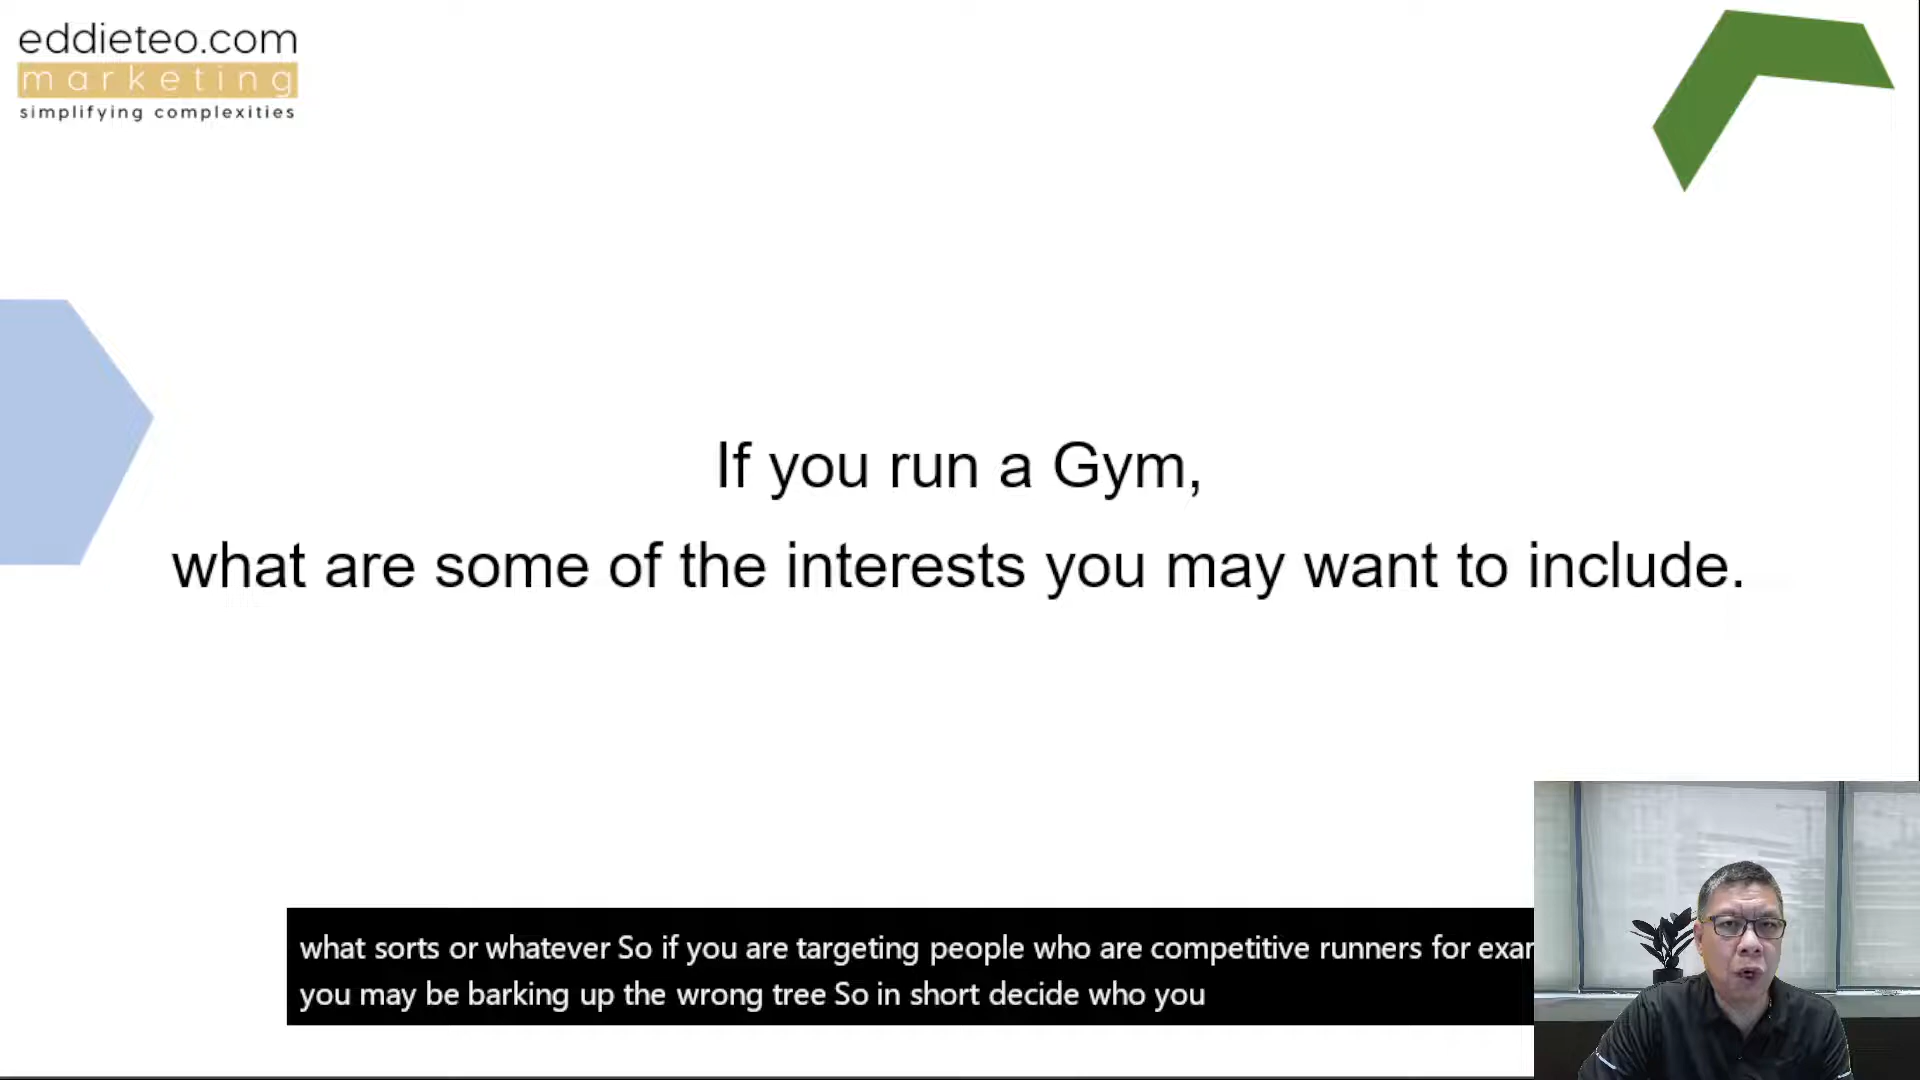 eddieteo.com
marketing
simplifying complexities
If you run a Gym,
what are some of the interests you may want to include.
what sorts or whatever So if you are targeting people who are competitive runners for exar
you may be barking up the wrong tree So in short decide who you